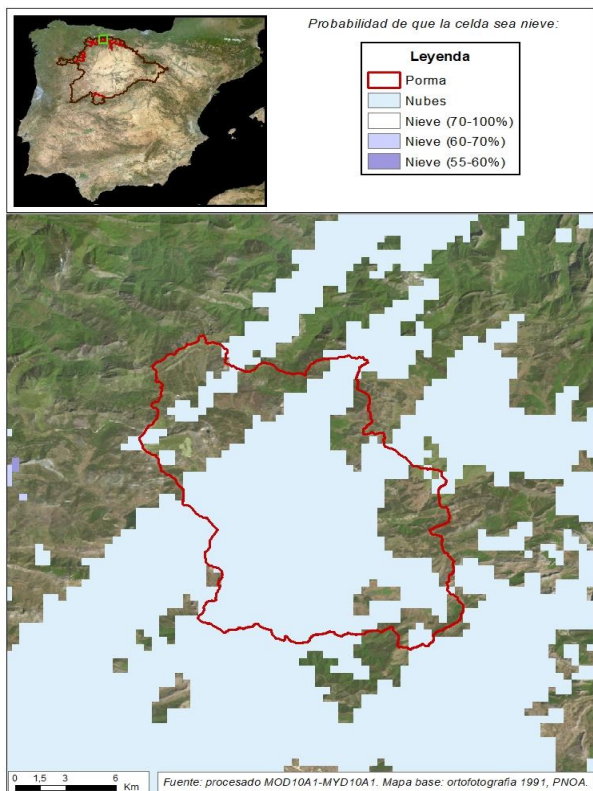 Probabilidad de que la celda sea nieve:
Leyenda
Porma
Nubes
Nieve (70-100%)
Nieve (60-70%)
Nieve (55-60%)
0 1,5 3 6
Km
Fuente: procesado MOD10A1-MYD10A1. Mapa base: ortofotografía 1991, PNOA.